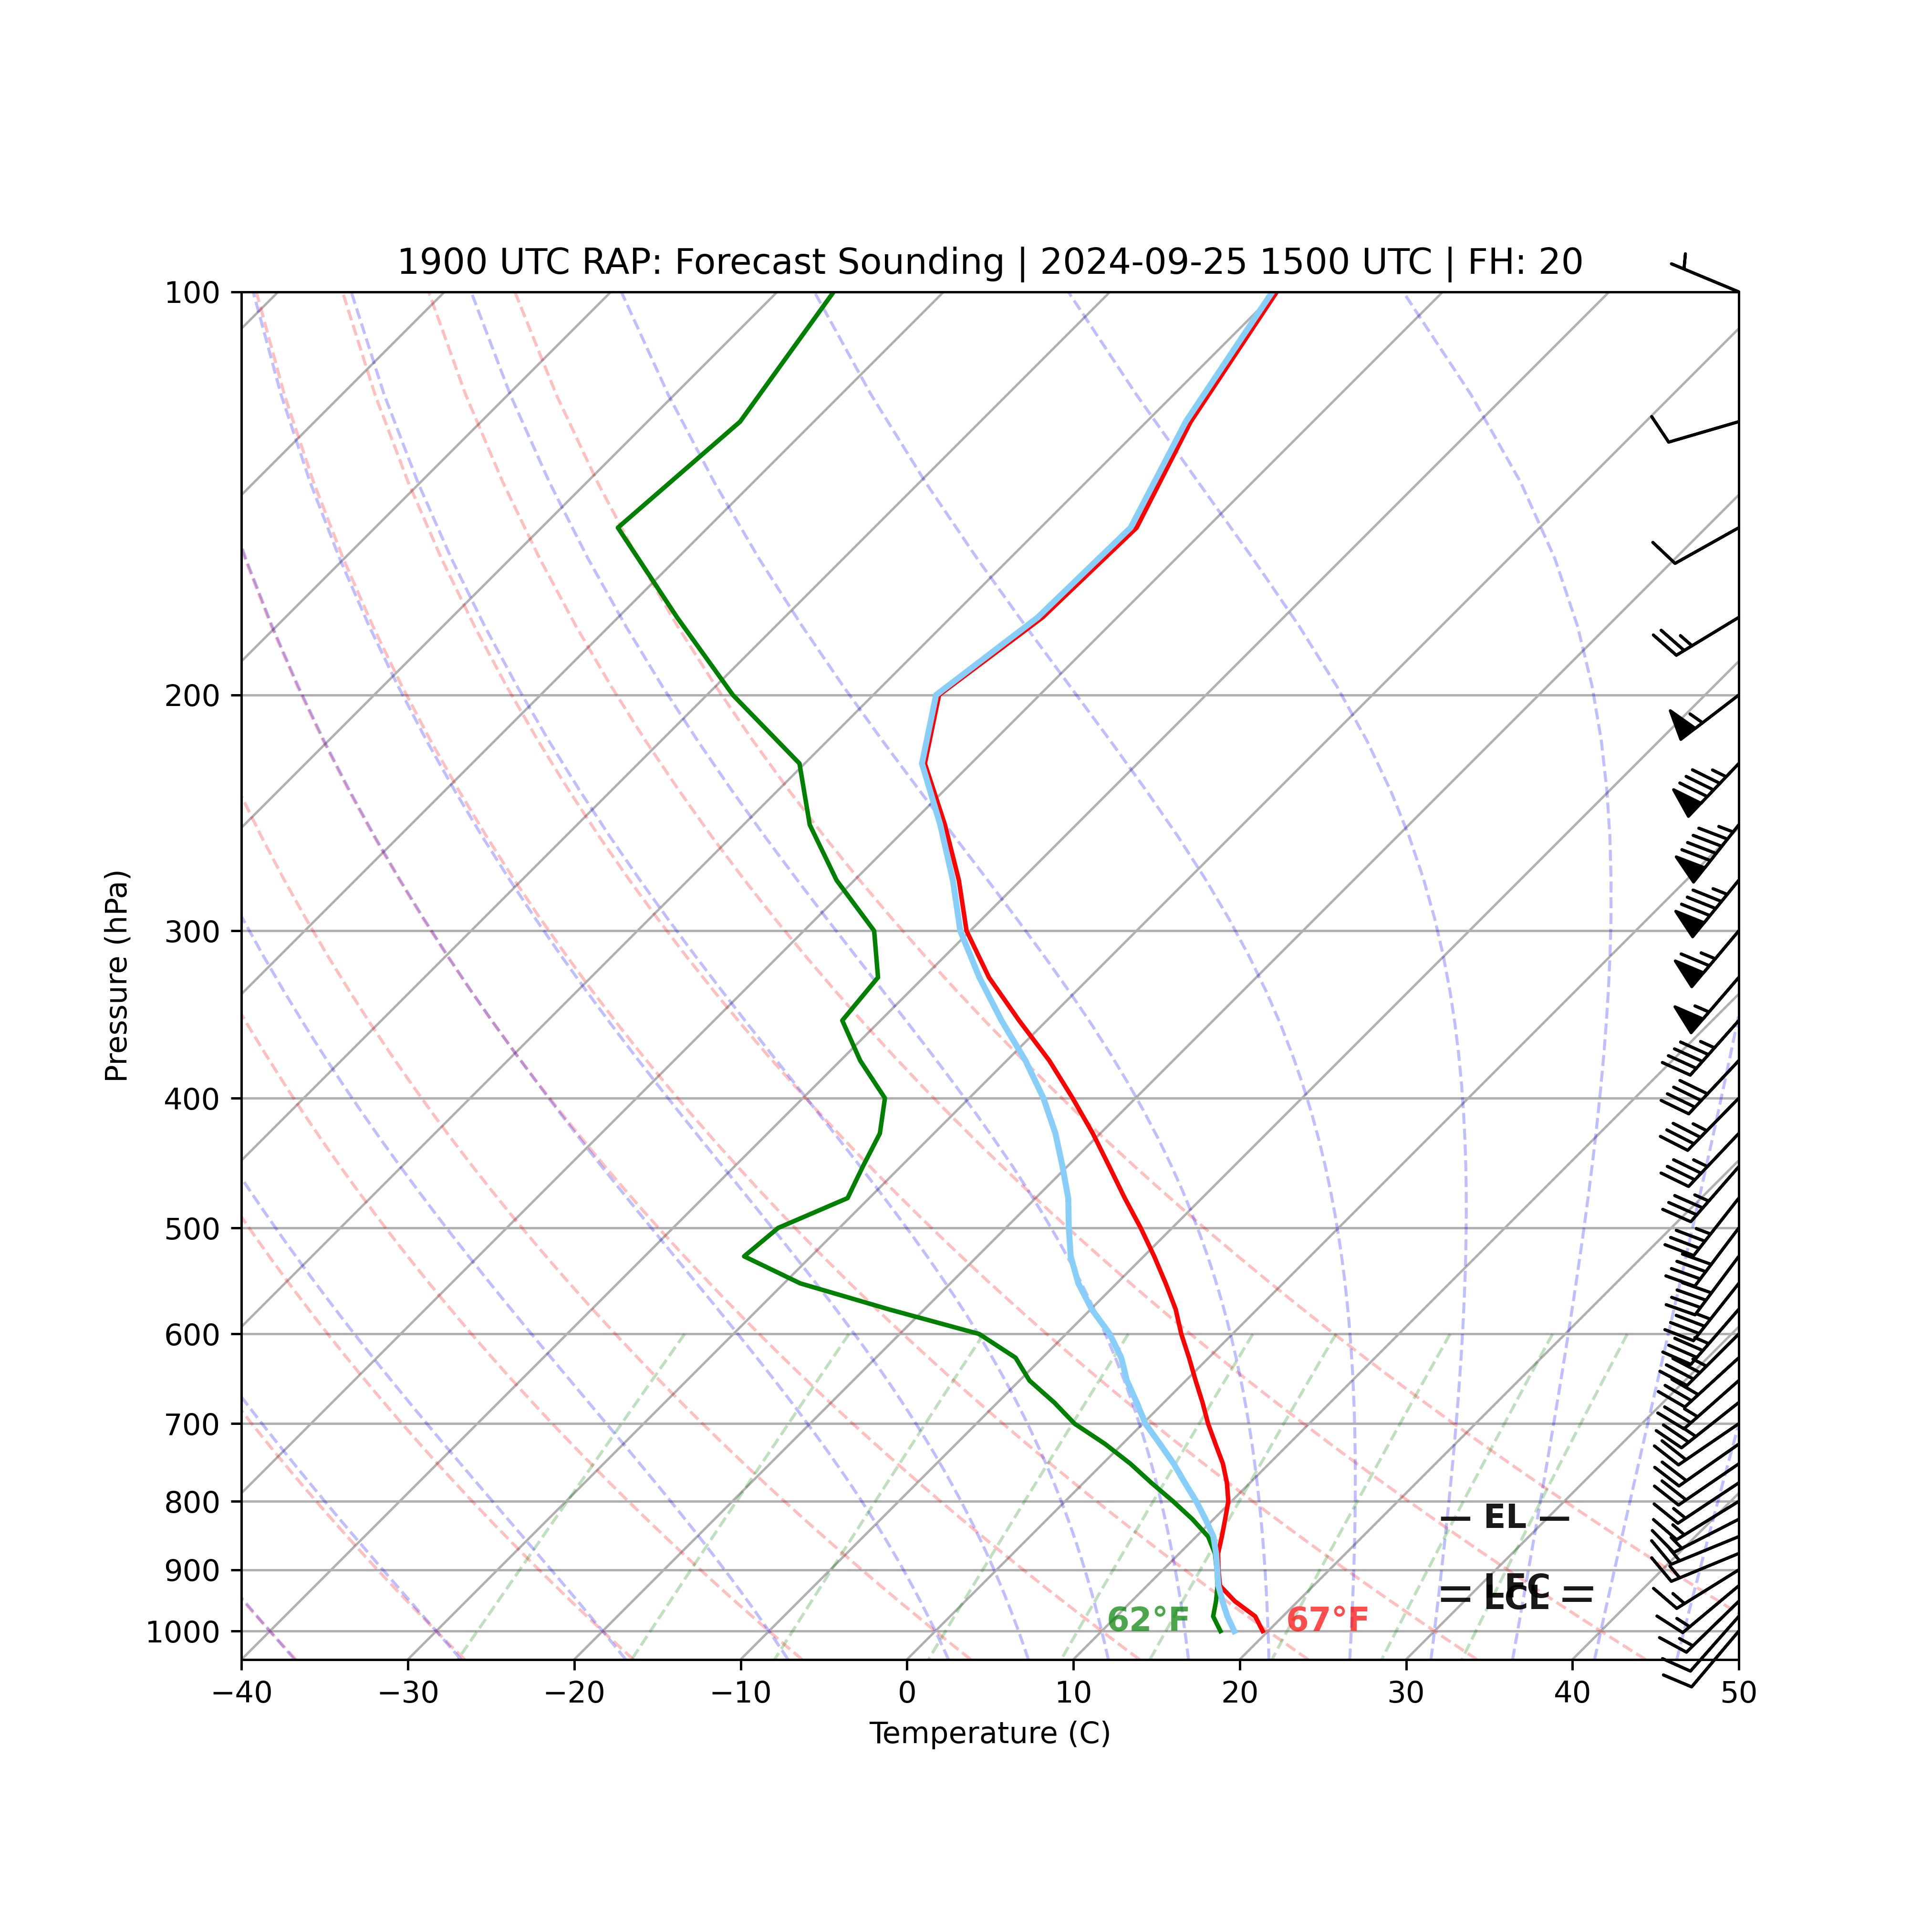 1900 UTC RAP: Forecast Sounding | 2024-09-25 1500 UTC | FH: 20
100
200
300
400
500
600
700
800
900
1000
Pressure (hPa)
— EL —
= LFC =
= LCL =
62°F 67°F
−40 −30 −20 −10 0 10 20 30 40 50
Temperature (C)